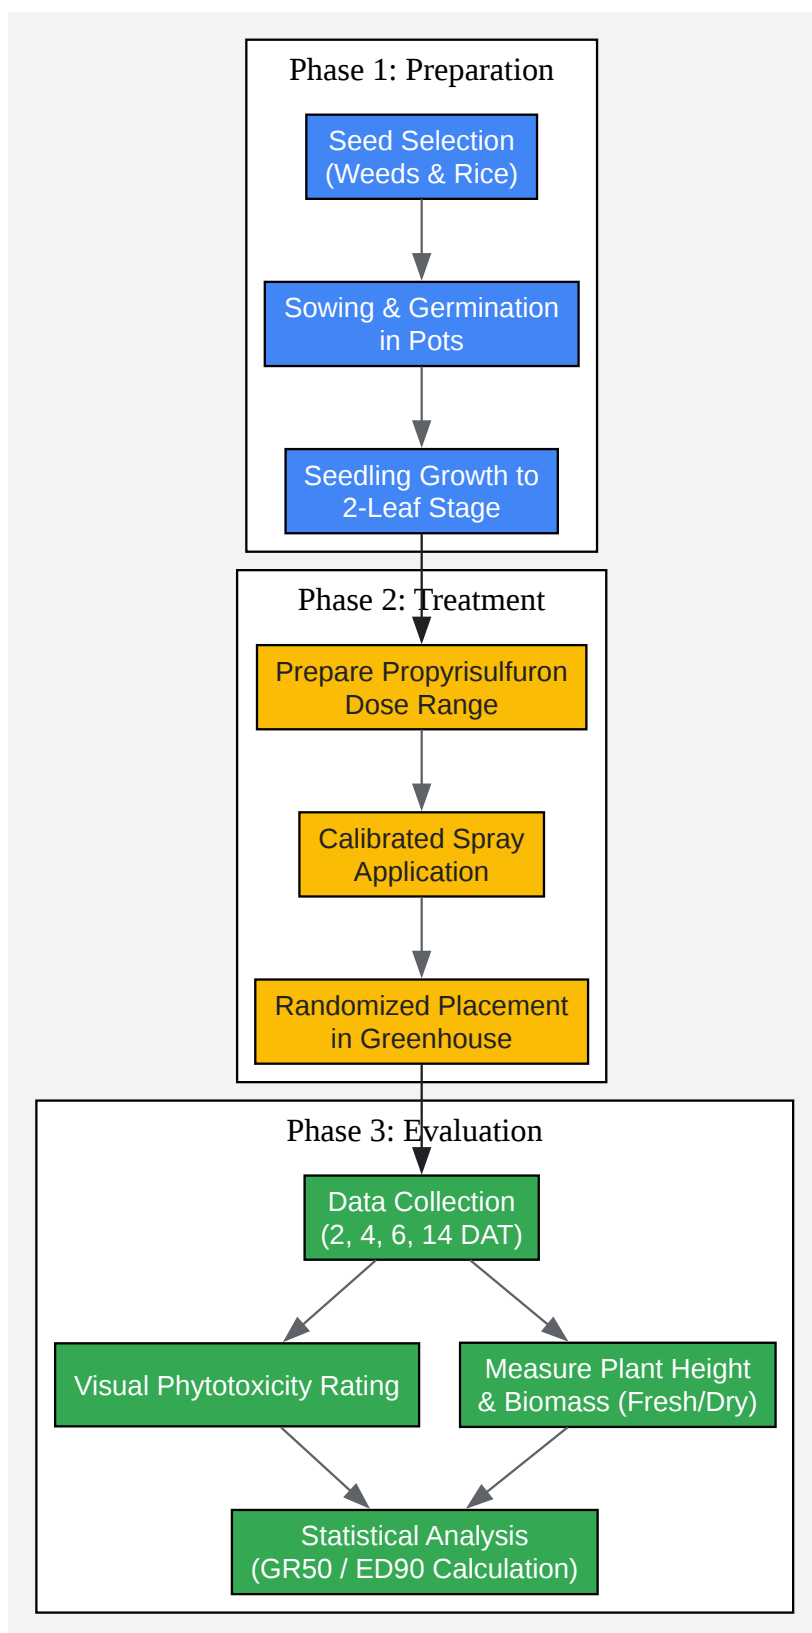 Phase 1: Preparation
Seed Selection
(Weeds & Rice)
Sowing & Germination
in Pots
Seedling Growth to
2-Leaf Stage
Phase 2: Treatment
Prepare Propyrisulfuron
Dose Range
Calibrated Spray
Application
Randomized Placement
in Greenhouse
Phase 3: Evaluation
Data Collection
(2, 4, 6, 14 DAT)
Visual Phytotoxicity Rating
Measure Plant Height
& Biomass (Fresh/Dry)
Statistical Analysis
(GR50 / ED90 Calculation)